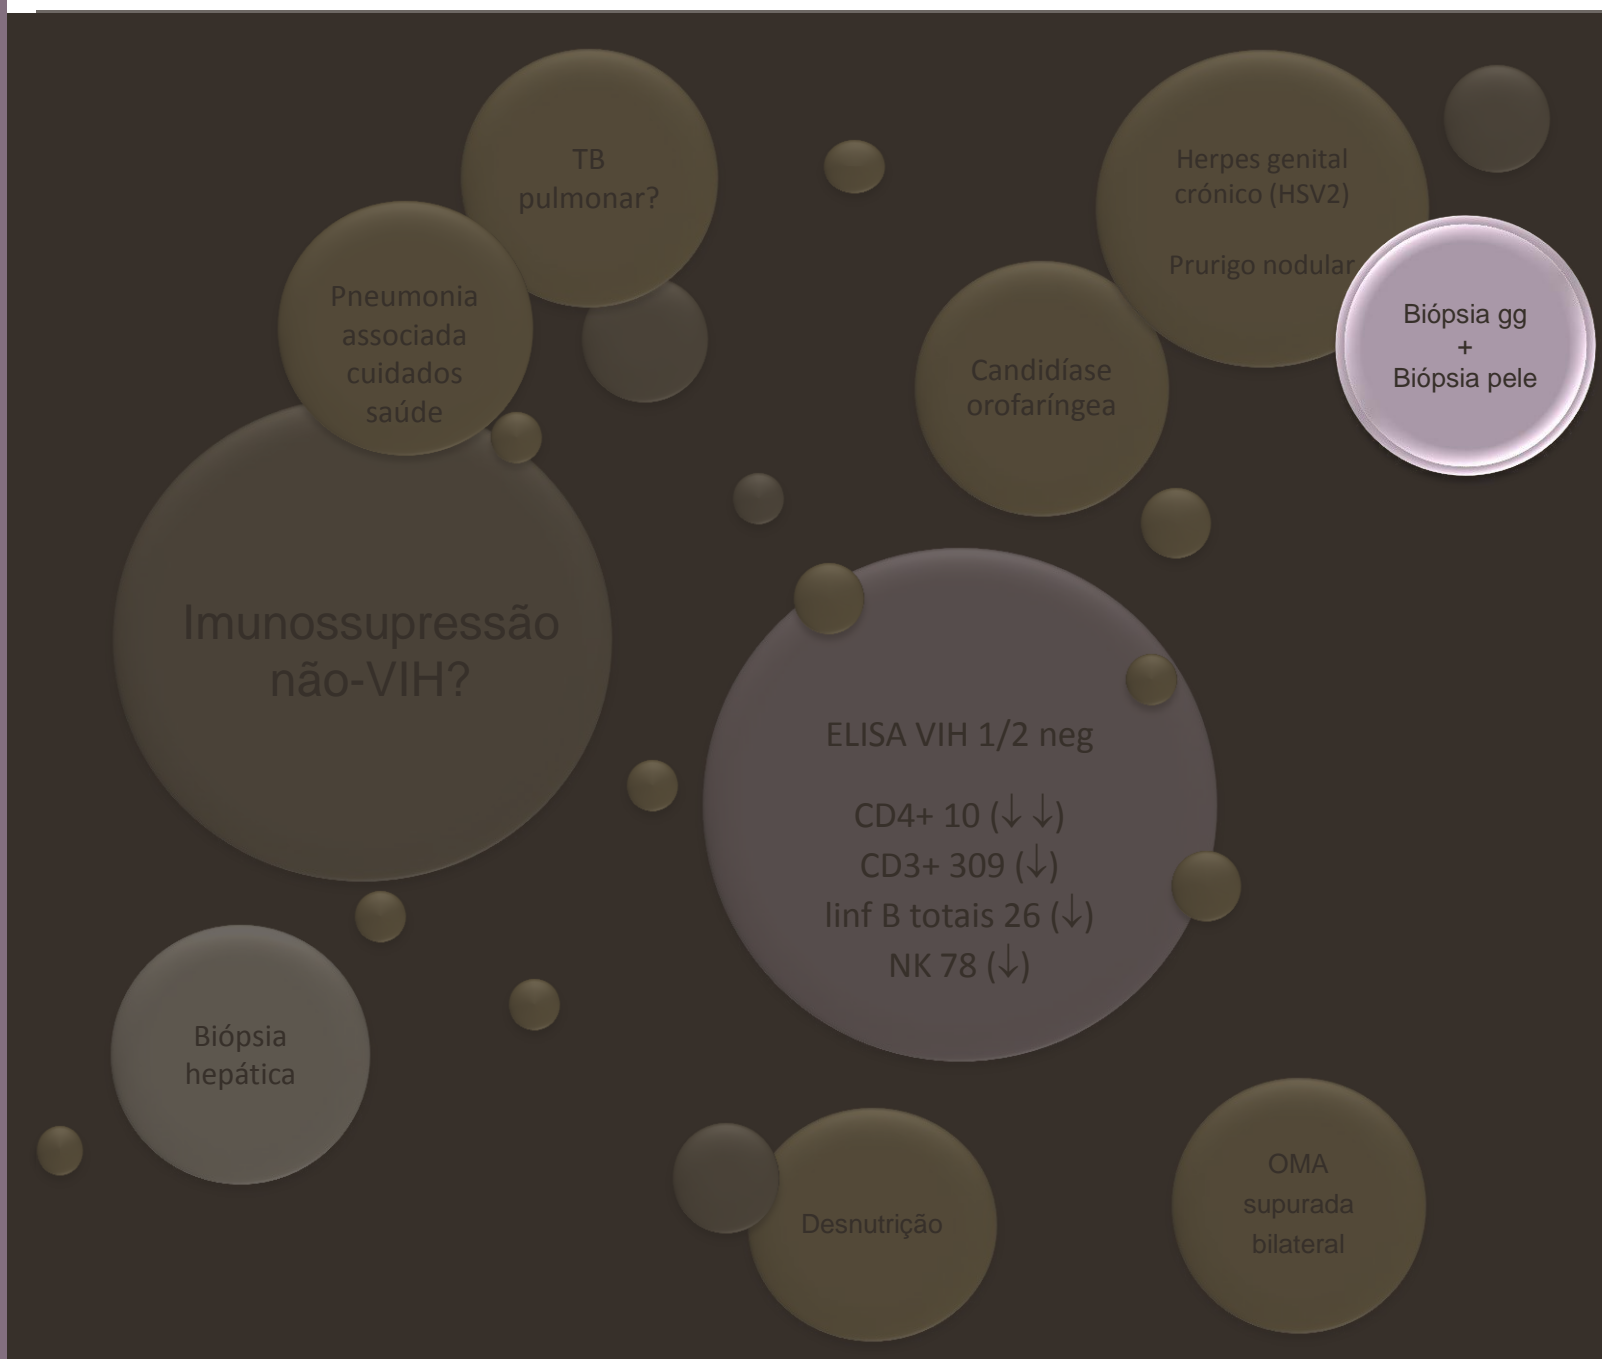 TB
pulmonar?
Herpes genital
crónico (HSV2)
Prurigo nodular
Pneumonia
associada
cuidados
saúde
Biópsia gg
+
Biópsia pele
Candidíase
orofaríngea
Imunossupressão
não-VIH?
ELISA VIH 1/2 neg
CD4+ 10 (↓ ↓)
CD3+ 309 (↓)
linf B totais 26 (↓)
NK 78 (↓)
Biópsia
hepática
Desnutrição
OMA
supurada
bilateral